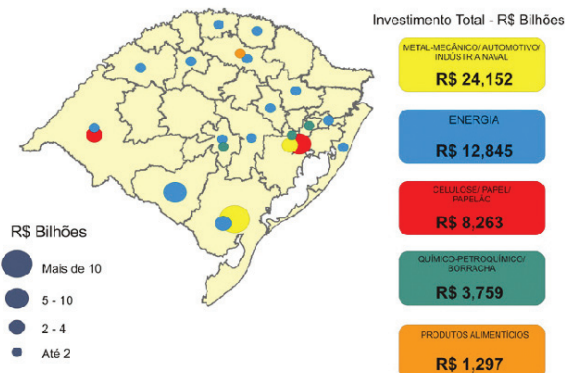 Investimento Total - R$ Bilhões
METAL-MECÂNICO/ AUTOMOTIVO/
INDÚSTRIA NAVAL
R$ 24,152
ENERGIA
R$ 12,845
CELULOSE/ PAPEL/
PAPELÃO
R$ 8,263
QUÍMICO-PETROQUÍMICO/
BORRACHA
R$ 3,759
PRODUTOS ALIMENTÍCIOS
R$ 1,297
R$ Bilhões
Mais de 10
5 - 10
2 - 4
Até 2